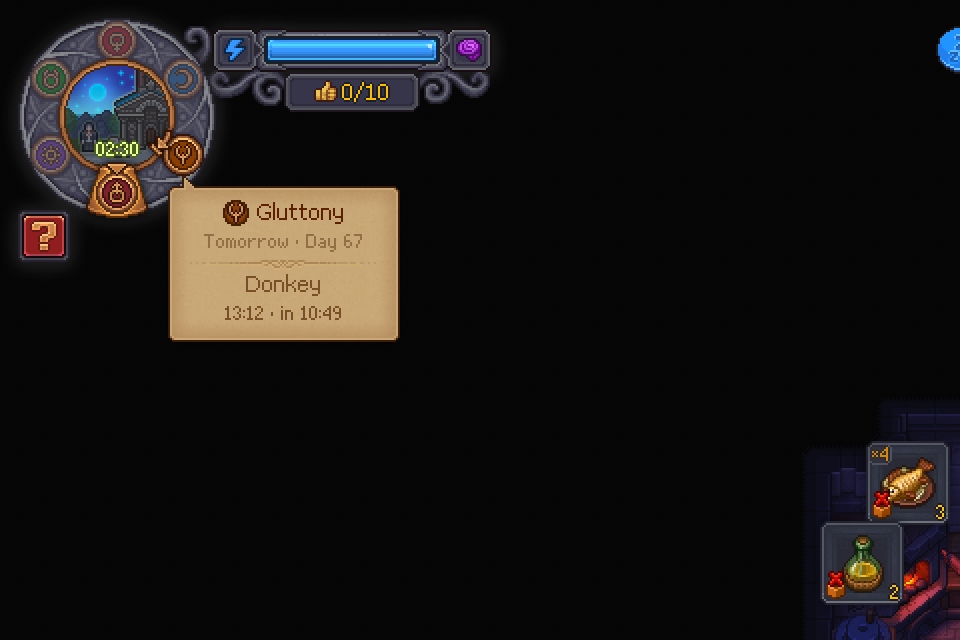 0/10
02:30
?
Gluttony
Tomorrow · Day 67
Donkey
13:12 · in 10:49
×4
3
2